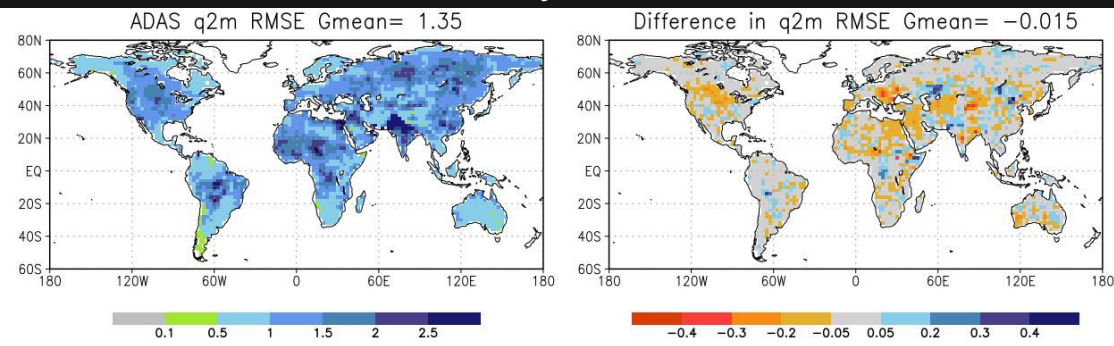 ADAS q2m RMSE Gmean= 1.35
80N
60N
40N
20N
EQ
20S
40S
60S
180 120W 60W 0 60E 120E 180
0.1 0.5 1 1.5 2 2.5
Difference in q2m RMSE Gmean= −0.015
80N
60N
40N
20N
EQ
20S
40S
60S
180 120W 60W 0 60E 120E 180
−0.4 −0.3 −0.2 −0.05 0.05 0.2 0.3 0.4